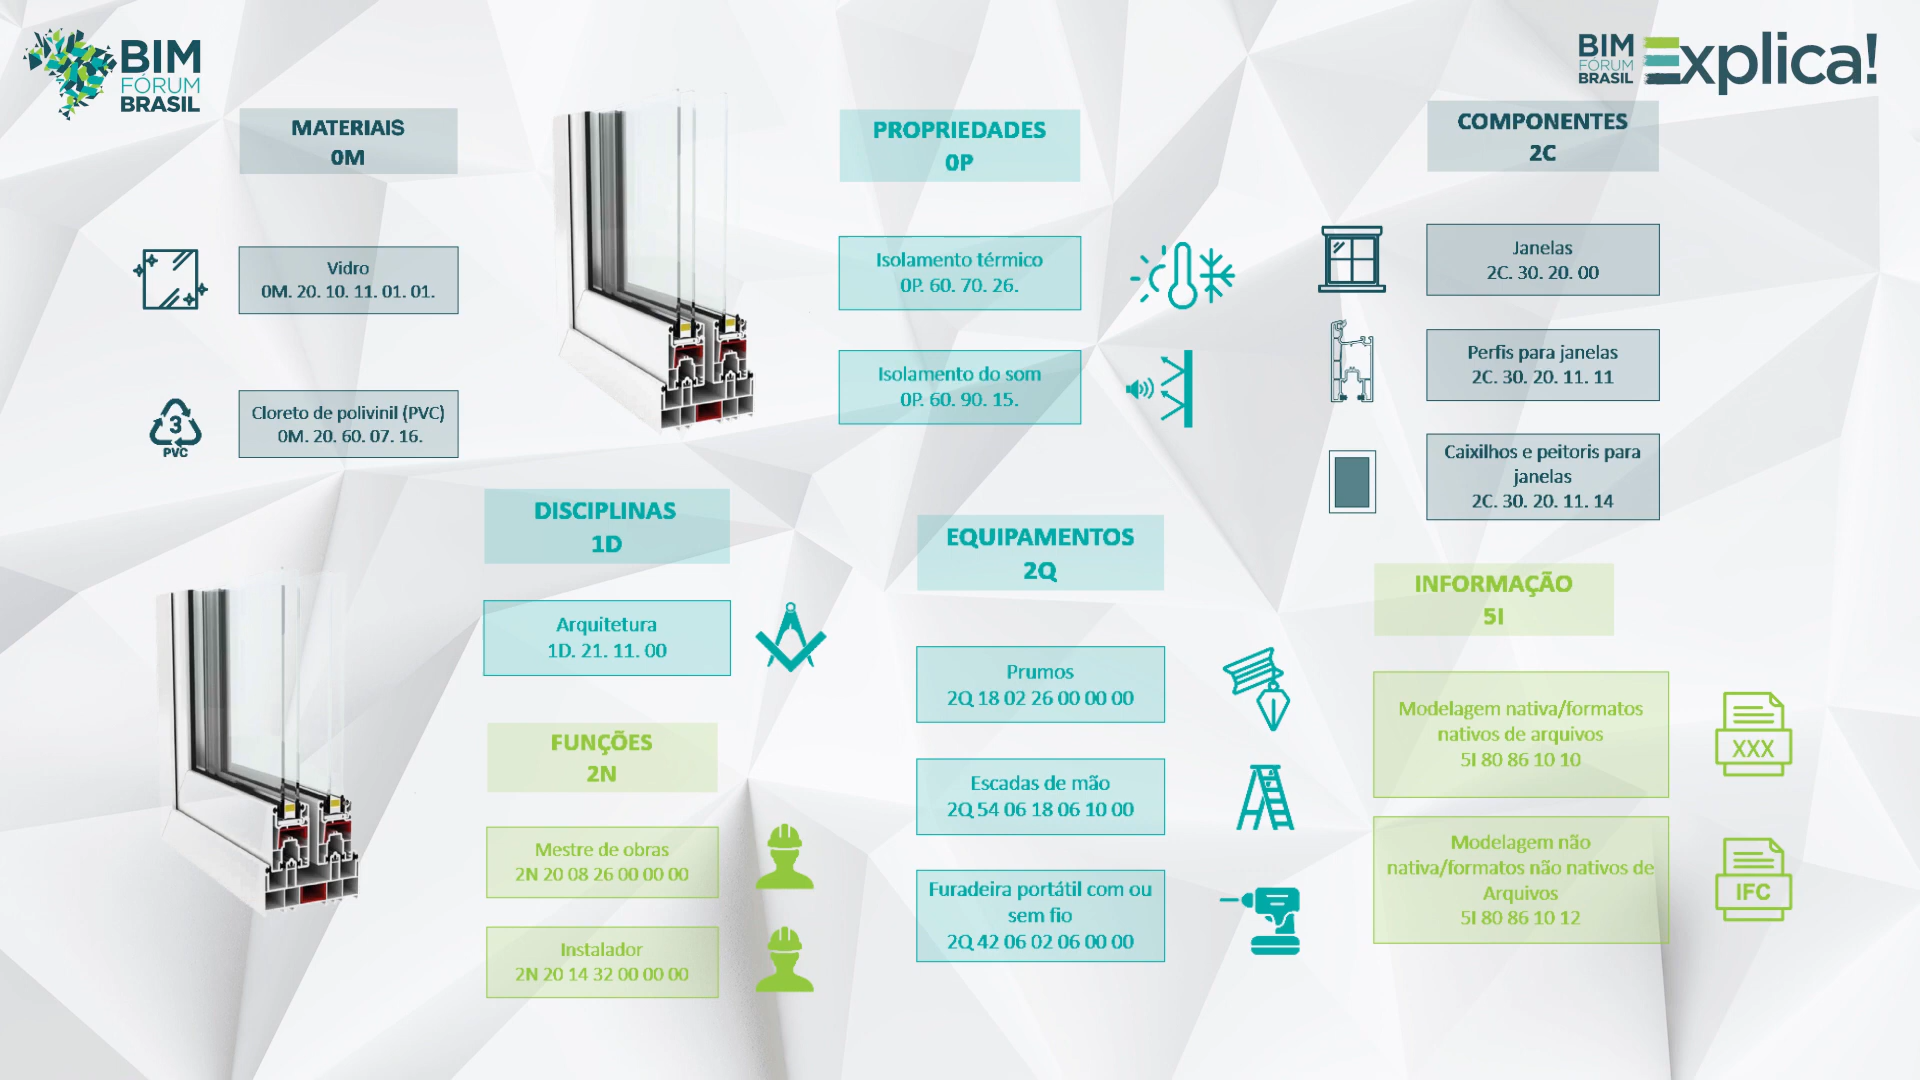 BIM
FÓRUM
BRASIL
BIM
FÓRUM
BRASIL
Explica!
MATERIAIS
0M
Vidro
0M. 20. 10. 11. 01. 01.
3
PVC
Cloreto de polivinil (PVC)
0M. 20. 60. 07. 16.
PROPRIEDADES
0P
Isolamento térmico
0P. 60. 70. 26.
Isolamento do som
0P. 60. 90. 15.
COMPONENTES
2C
Janelas
2C. 30. 20. 00
Perfis para janelas
2C. 30. 20. 11. 11
Caixilhos e peitoris para
janelas
2C. 30. 20. 11. 14
DISCIPLINAS
1D
Arquitetura
1D. 21. 11. 00
FUNÇÕES
2N
Mestre de obras
2N 20 08 26 00 00 00
Instalador
2N 20 14 32 00 00 00
EQUIPAMENTOS
2Q
Prumos
2Q 18 02 26 00 00 00
Escadas de mão
2Q 54 06 18 06 10 00
Furadeira portátil com ou
sem fio
2Q 42 06 02 06 00 00
INFORMAÇÃO
5I
Modelagem nativa/formatos
nativos de arquivos
5I 80 86 10 10
XXX
Modelagem não
nativa/formatos não nativos de
Arquivos
5I 80 86 10 12
IFC